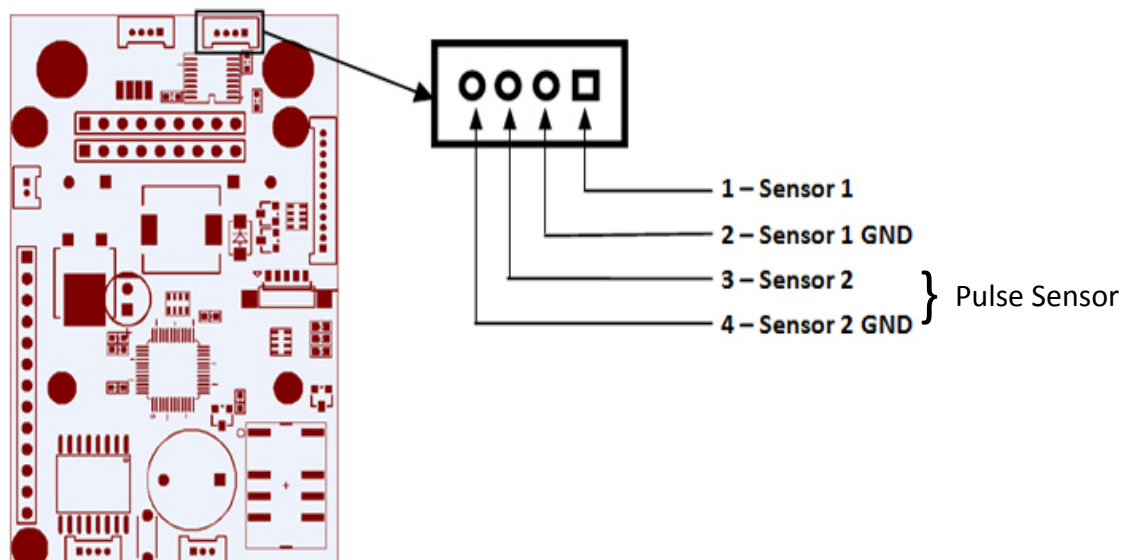 1 – Sensor 1
2 – Sensor 1 GND
3 – Sensor 2
4 – Sensor 2 GND
Pulse Sensor